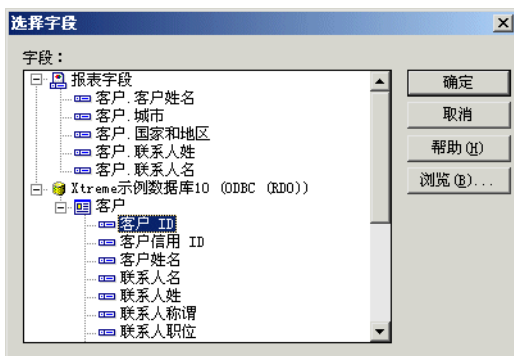 选择字段
字段：
报表字段
客户.客户姓名
客户.城市
客户.国家和地区
客户.联系人姓
客户.联系人名
Xtreme示例数据库10 (ODBC (RDO))
客户
客户 ID
客户信用 ID
客户姓名
联系人名
联系人姓
联系人称谓
联系人职位
确定
取消
帮助(H)
浏览(B)...